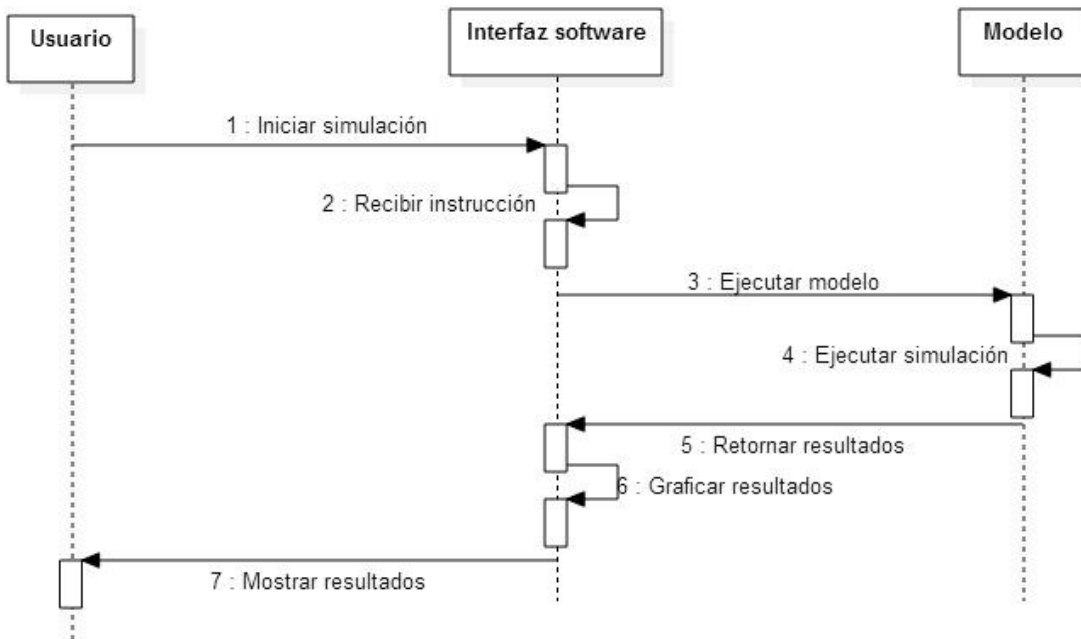 Usuario
Interfaz software
Modelo
1 : Iniciar simulación
2 : Recibir instrucción
3 : Ejecutar modelo
4 : Ejecutar simulación
5 : Retornar resultados
6 : Graficar resultados
7 : Mostrar resultados